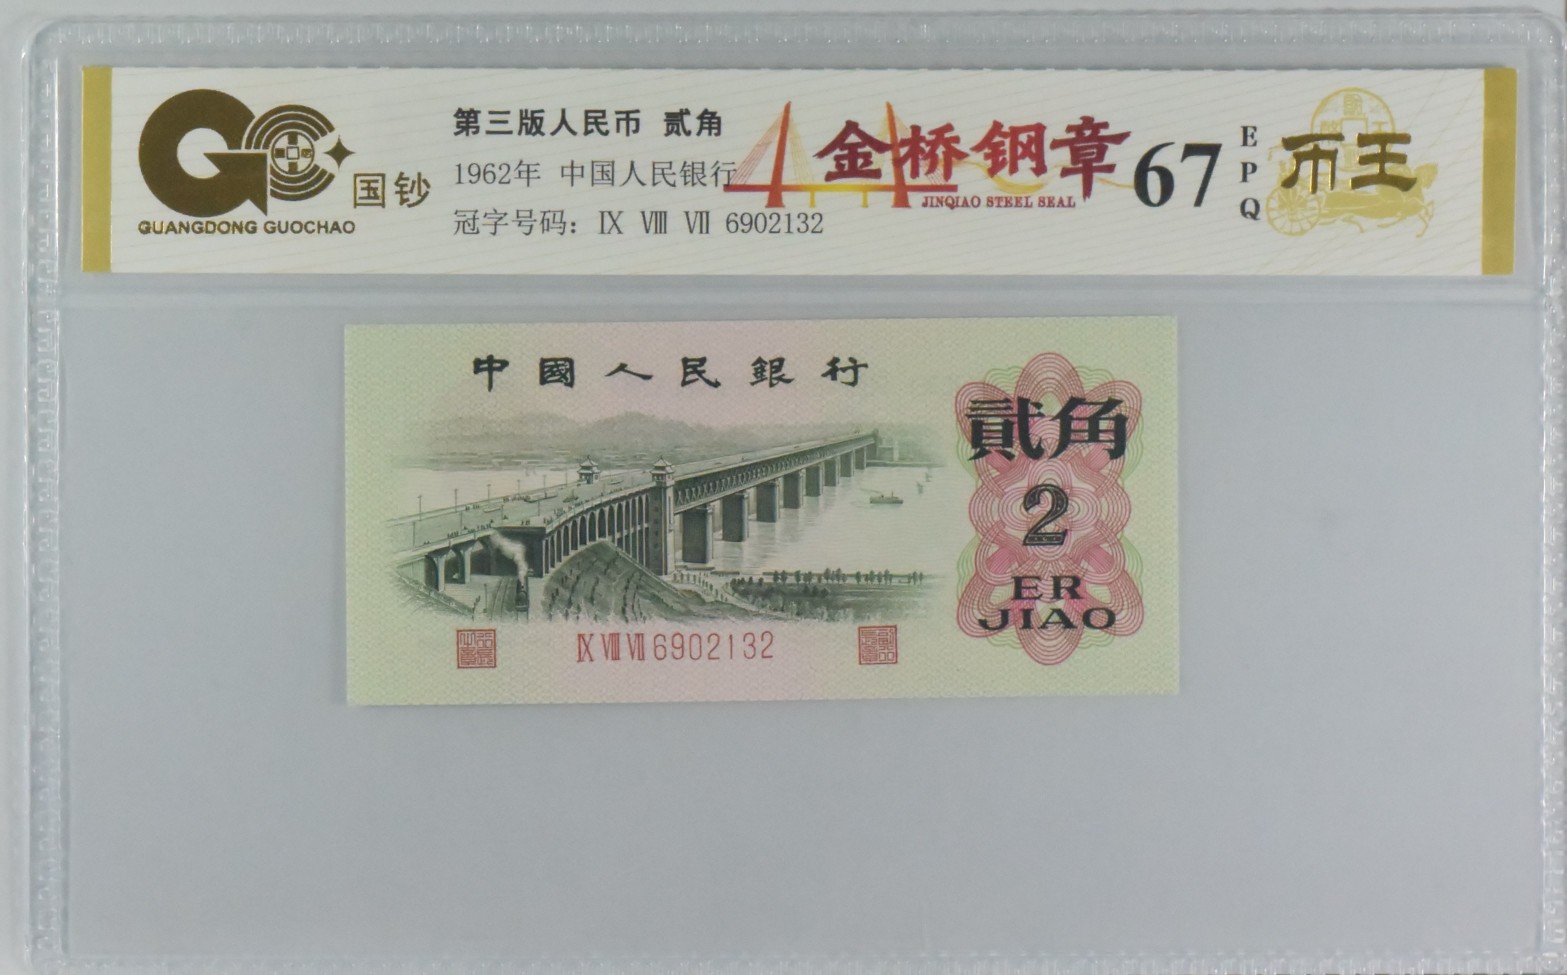 GUANGDONG GUOCHAO
国钞
第三版人民币 贰角
1962年 中国人民银行
冠字号码：Ⅸ Ⅷ Ⅶ 6902132
金桥钢章
JINQIAO STEEL SEAL
67
EPQ
币王
中國人民銀行
貳角
2
ER
JIAO
Ⅸ Ⅷ Ⅶ 6902132